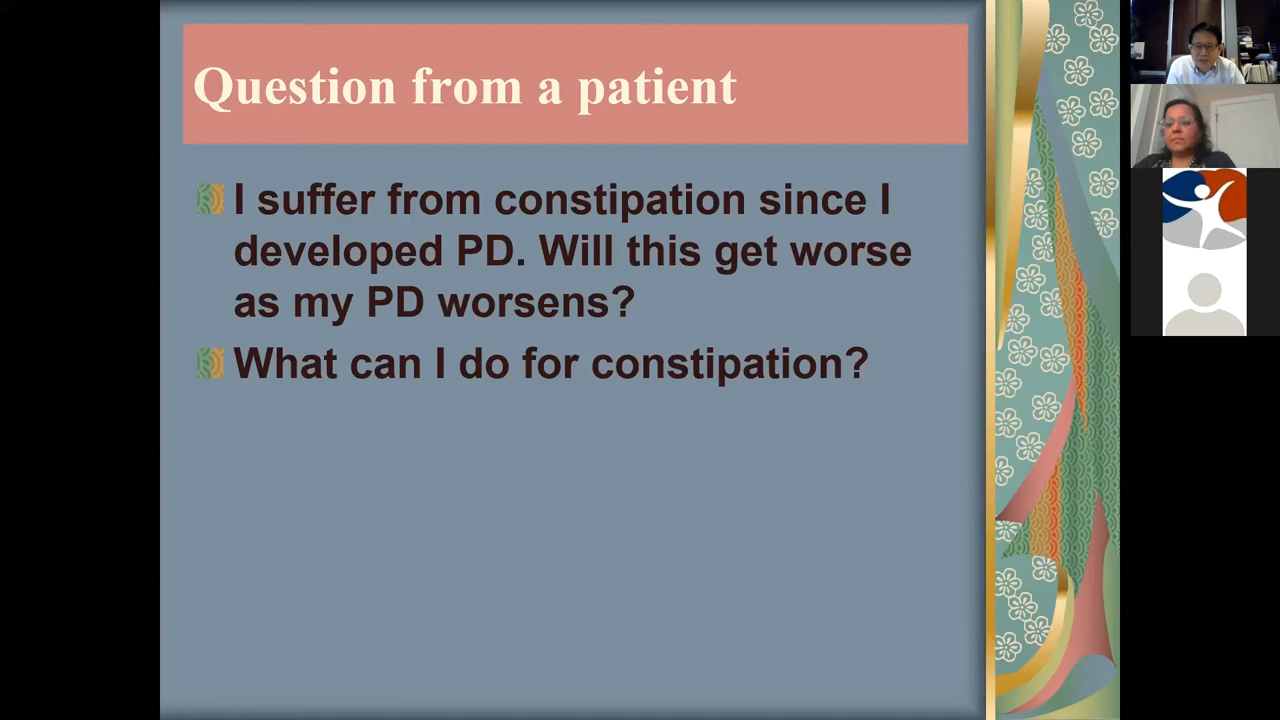 Question from a patient
I suffer from constipation since I
developed PD. Will this get worse
as my PD worsens?
What can I do for constipation?